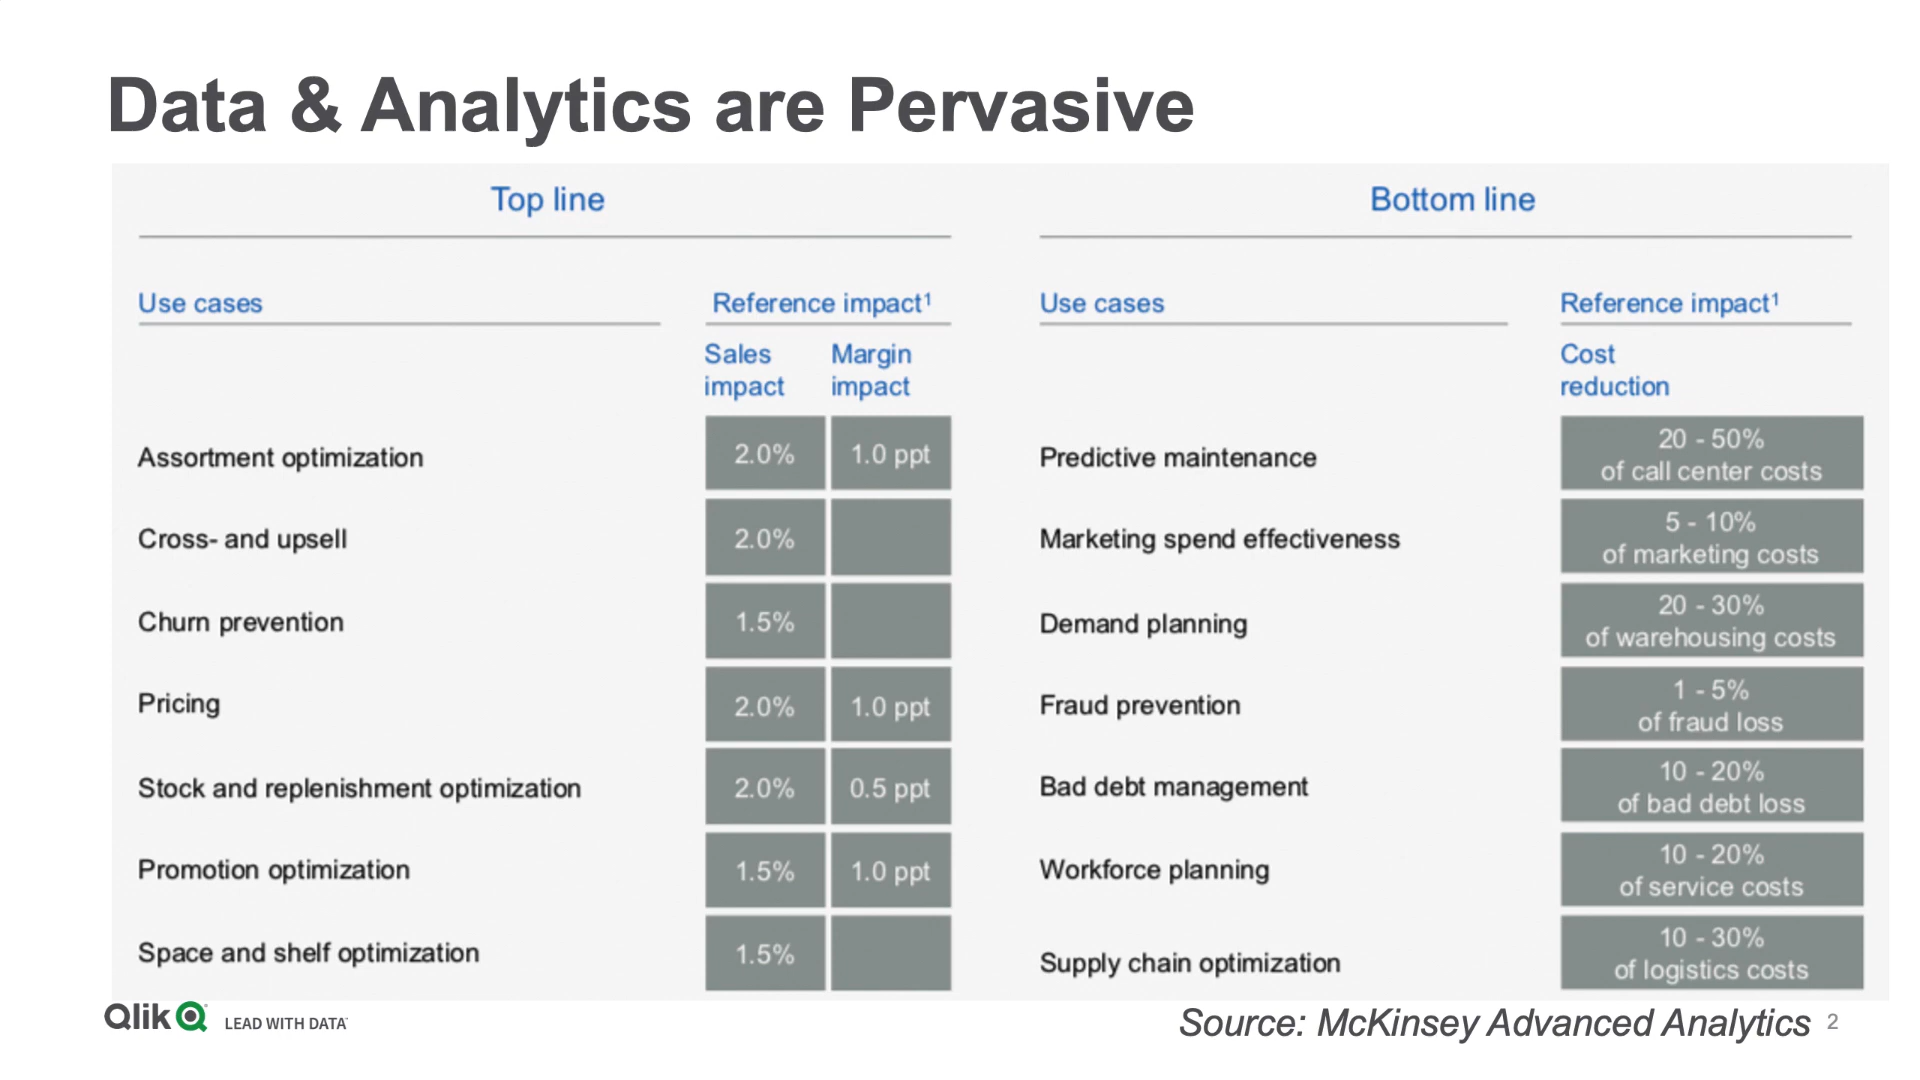 Data & Analytics are Pervasive
Top line
Use cases
Reference impact¹
Sales
impact
Margin
impact
Assortment optimization
2.0%
1.0 ppt
Cross- and upsell
2.0%
Churn prevention
1.5%
Pricing
2.0%
1.0 ppt
Stock and replenishment optimization
2.0%
0.5 ppt
Promotion optimization
1.5%
1.0 ppt
Space and shelf optimization
1.5%
Bottom line
Use cases
Reference impact¹
Cost
reduction
Predictive maintenance
20 - 50%
of call center costs
Marketing spend effectiveness
5 - 10%
of marketing costs
Demand planning
20 - 30%
of warehousing costs
Fraud prevention
1 - 5%
of fraud loss
Bad debt management
10 - 20%
of bad debt loss
Workforce planning
10 - 20%
of service costs
Supply chain optimization
10 - 30%
of logistics costs
Qlik LEAD WITH DATA
Source: McKinsey Advanced Analytics
2